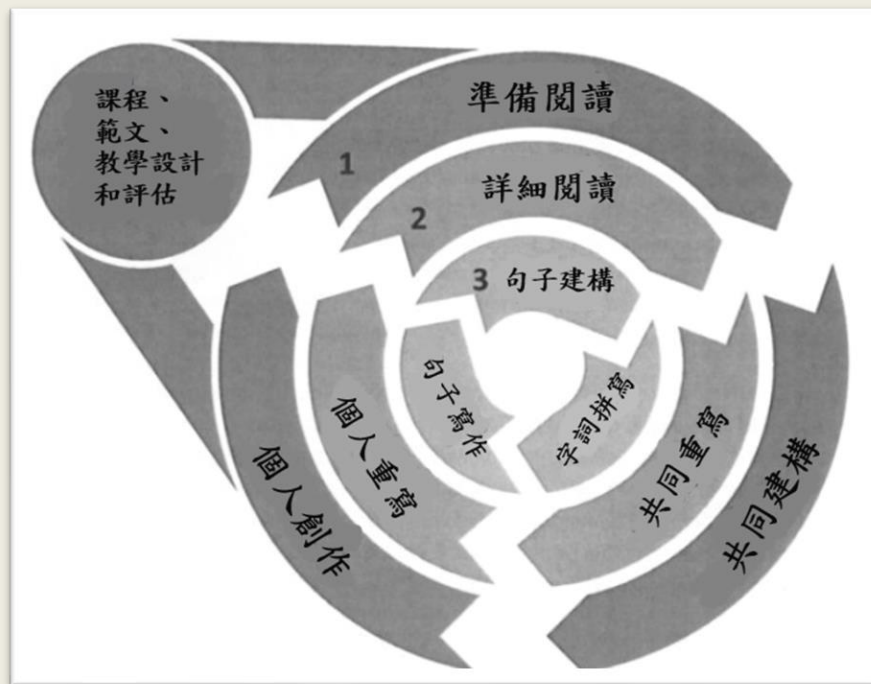 課程、
範文、
教學設計
和評估
1
準備閱讀
2
詳細閱讀
3 句子建構
句子寫作
字詞拼寫
個人重寫
共同重寫
個人創作
共同建構